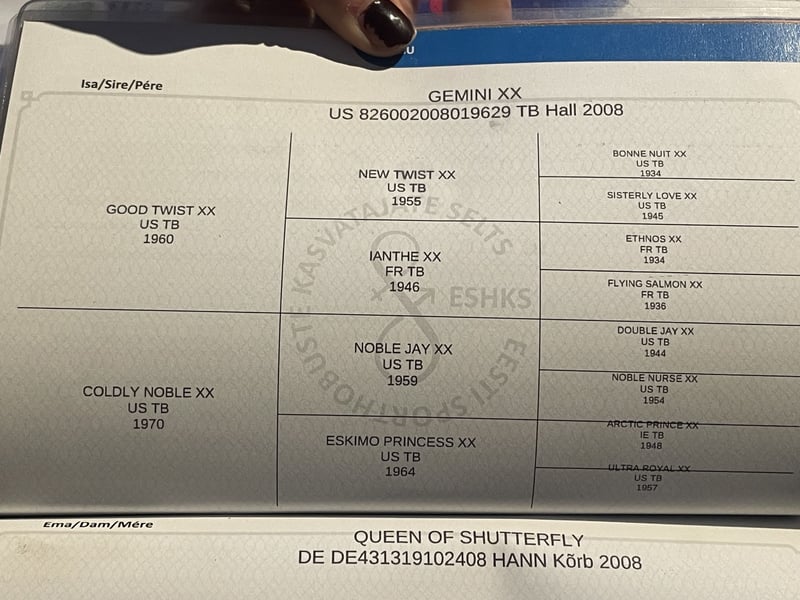 U
Isa/Sire/Pére
GEMINI XX
US 826002008019629 TB Hall 2008
GOOD TWIST XX
US TB
1960
NEW TWIST XX
US TB
1955
BONNE NUIT XX
US TB
1934
SISTERLY LOVE XX
US TB
1945
IANTHE XX
FR TB
1946
ETHNOS XX
FR TB
1934
FLYING SALMON XX
FR TB
1936
COLDLY NOBLE XX
US TB
1970
NOBLE JAY XX
US TB
1959
DOUBLE JAY XX
US TB
1944
NOBLE NURSE XX
US TB
1954
ESKIMO PRINCESS XX
US TB
1964
ARCTIC PRINCE XX
IE TB
1948
ULTRA ROYAL XX
US TB
1957
EESTI SPORTHOBUSTE KASVATAJATE SELTS
ESHKS
Ema/Dam/Mére
QUEEN OF SHUTTERFLY
DE DE431319102408 HANN Kõrb 2008